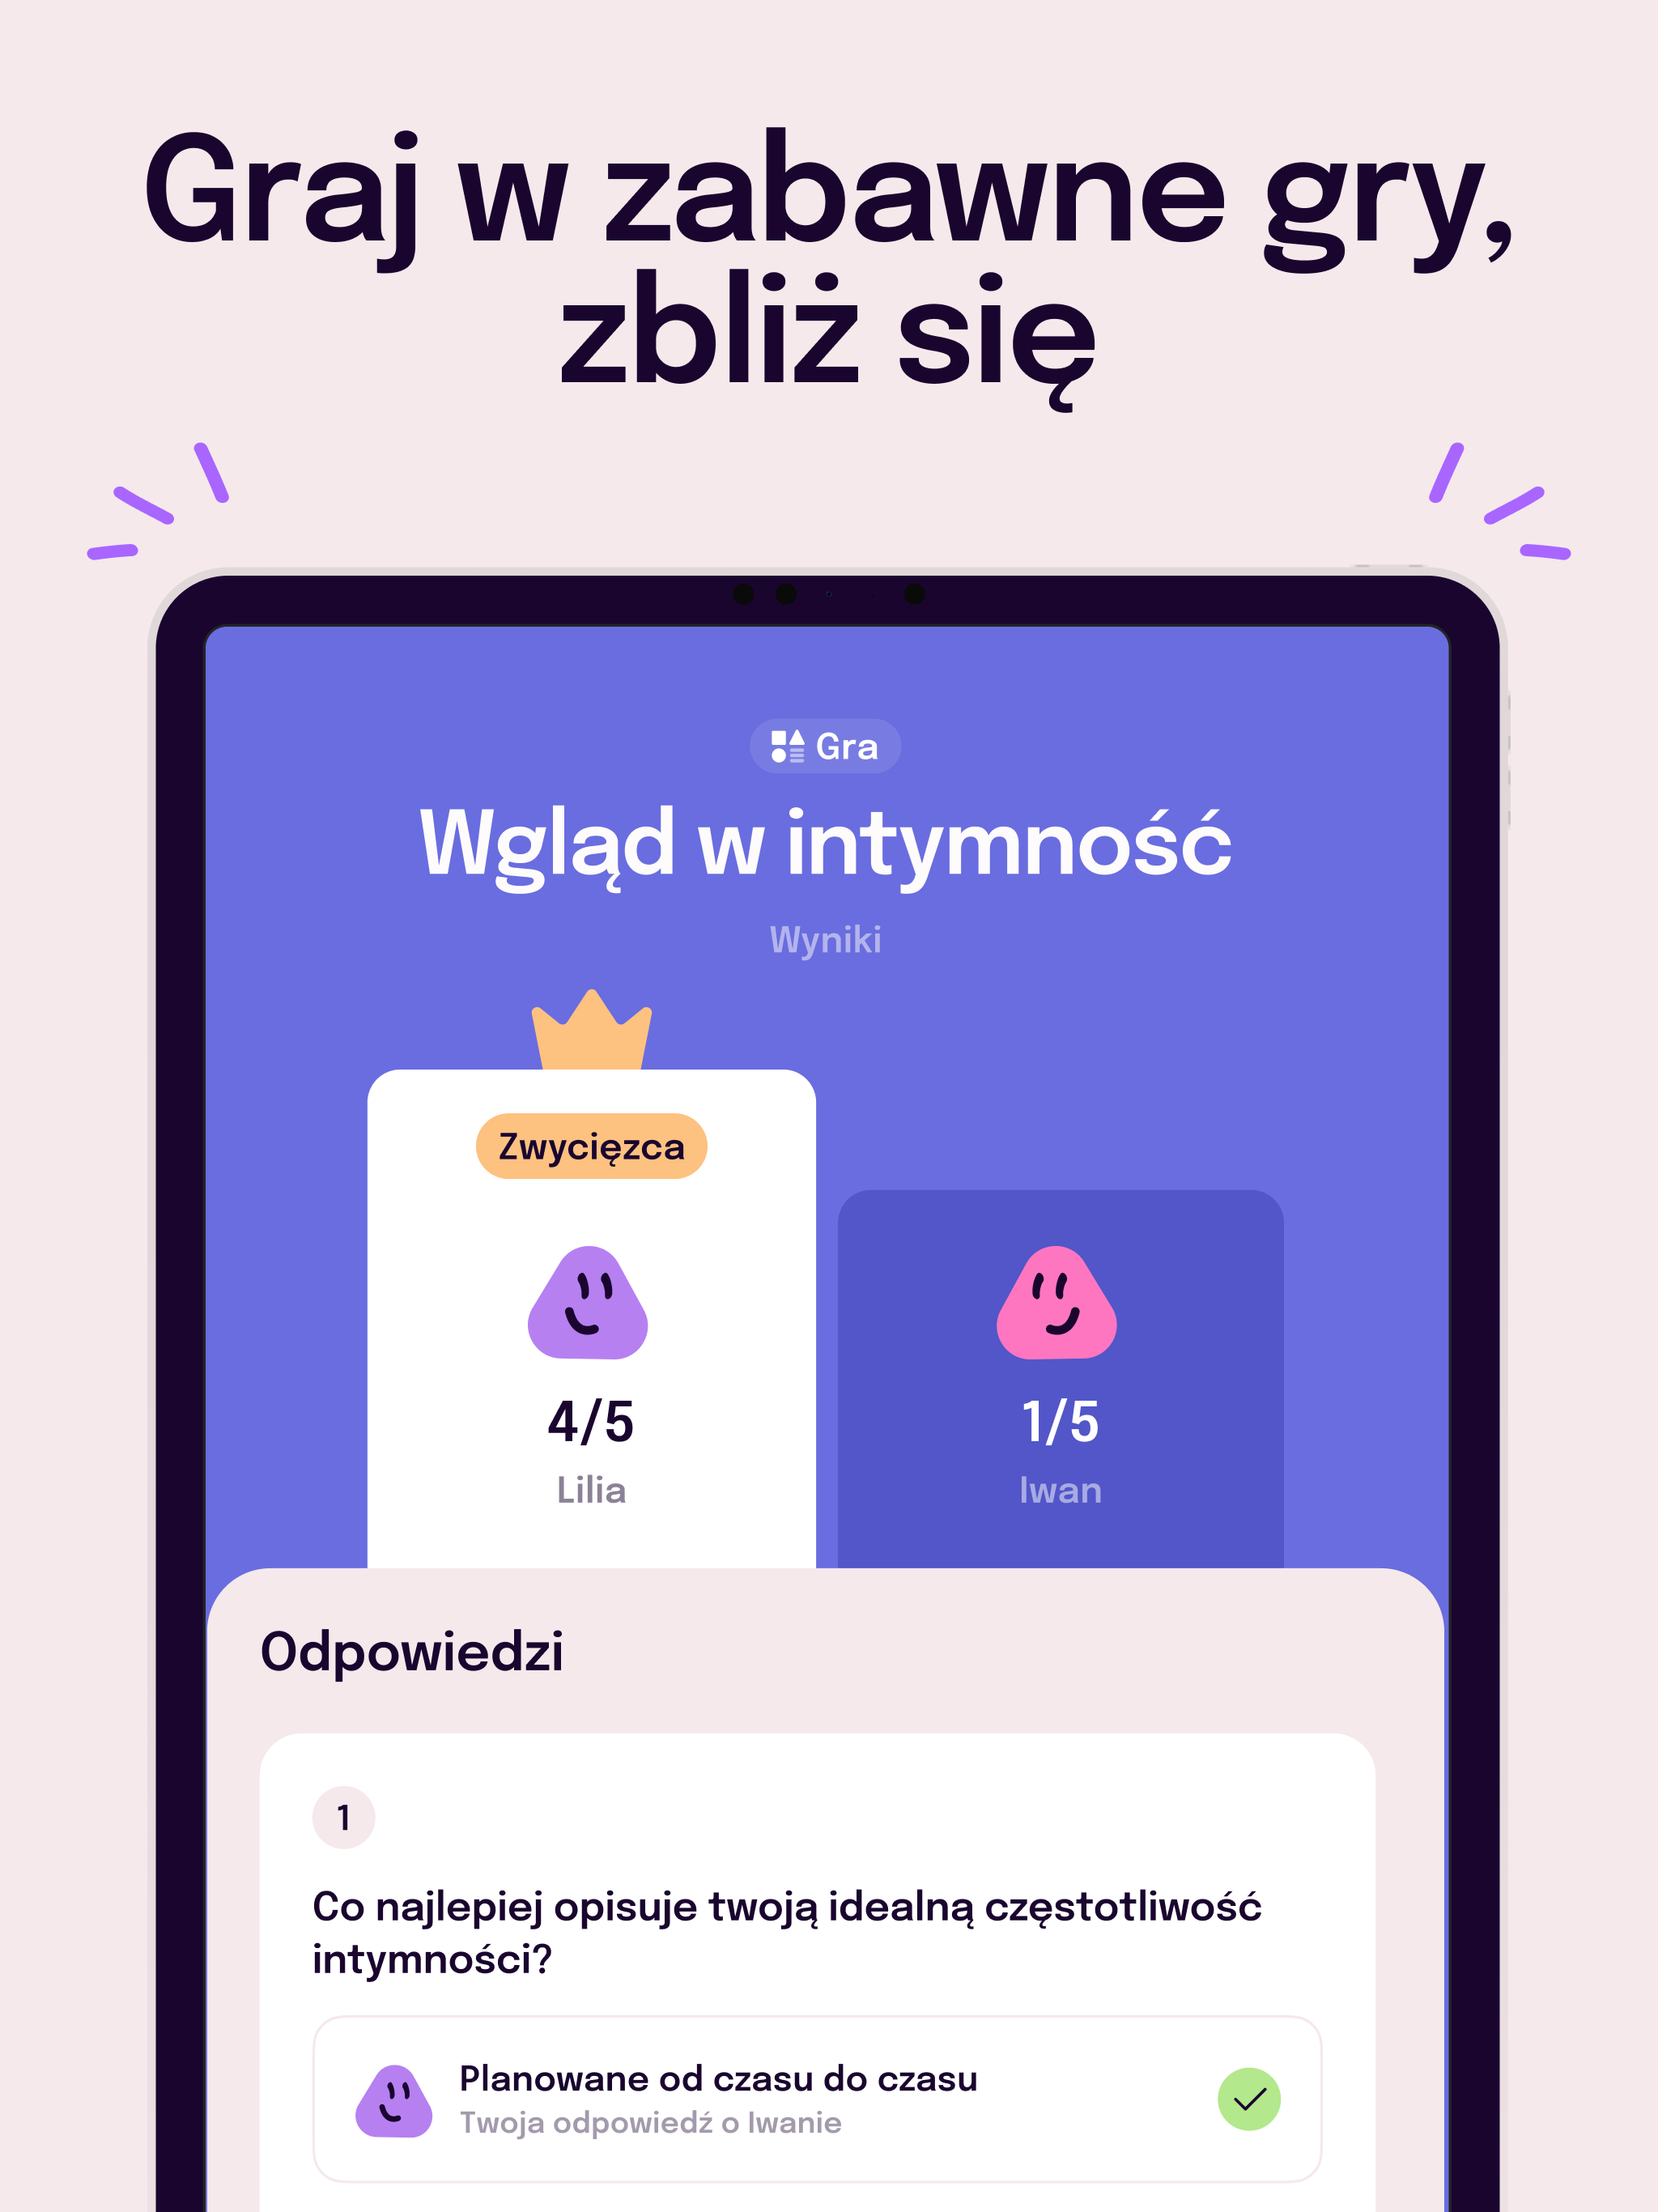 Graj w zabawne gry,
zbliż się
Gra
Wgląd w intymność
Wyniki
Zwycięzca
4/5
Lilia
1/5
Iwan
Odpowiedzi
1
Co najlepiej opisuje twoją idealną częstotliwość
intymności?
Planowane od czasu do czasu
Twoja odpowiedź o Iwanie